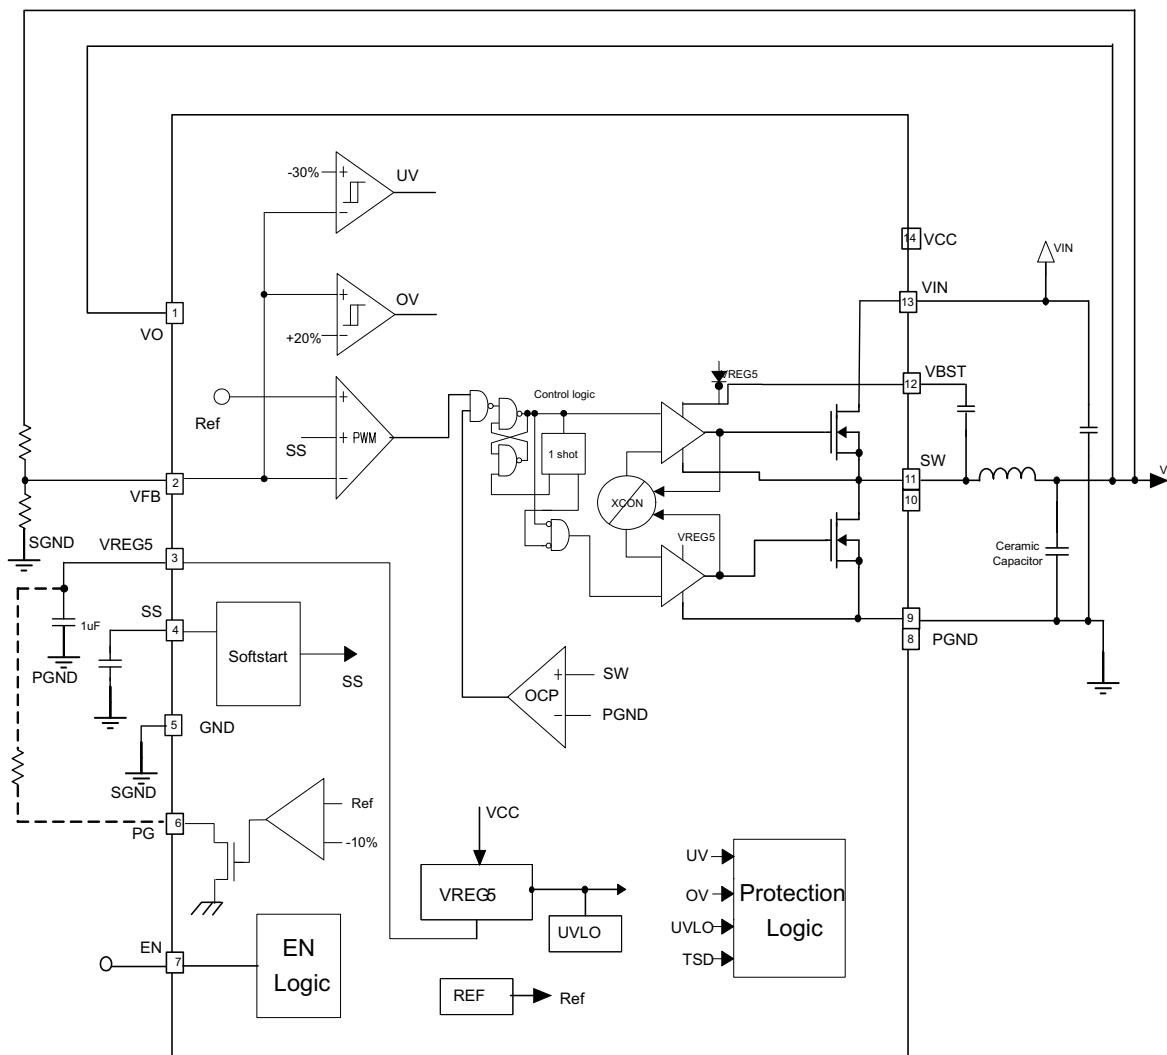 -30%
UV
14
VCC
VIN
VIN
13
OV
+20%
1
VO
VREG5
VBST
12
Control logic
Ref
SS
PWM
1 shot
SW
11
10
VFB
2
XCON
V
SGND
VREG5
3
VREG5
Ceramic
Capacitor
1uF
SS
4
9
8
PGND
PGND
Softstart
SS
SW
OCP
PGND
5
GND
SGND
Ref
-10%
PG
6
VCC
VREG5
UVLO
UV
OV
UVLO
TSD
Protection
Logic
EN
7
EN
Logic
REF
Ref